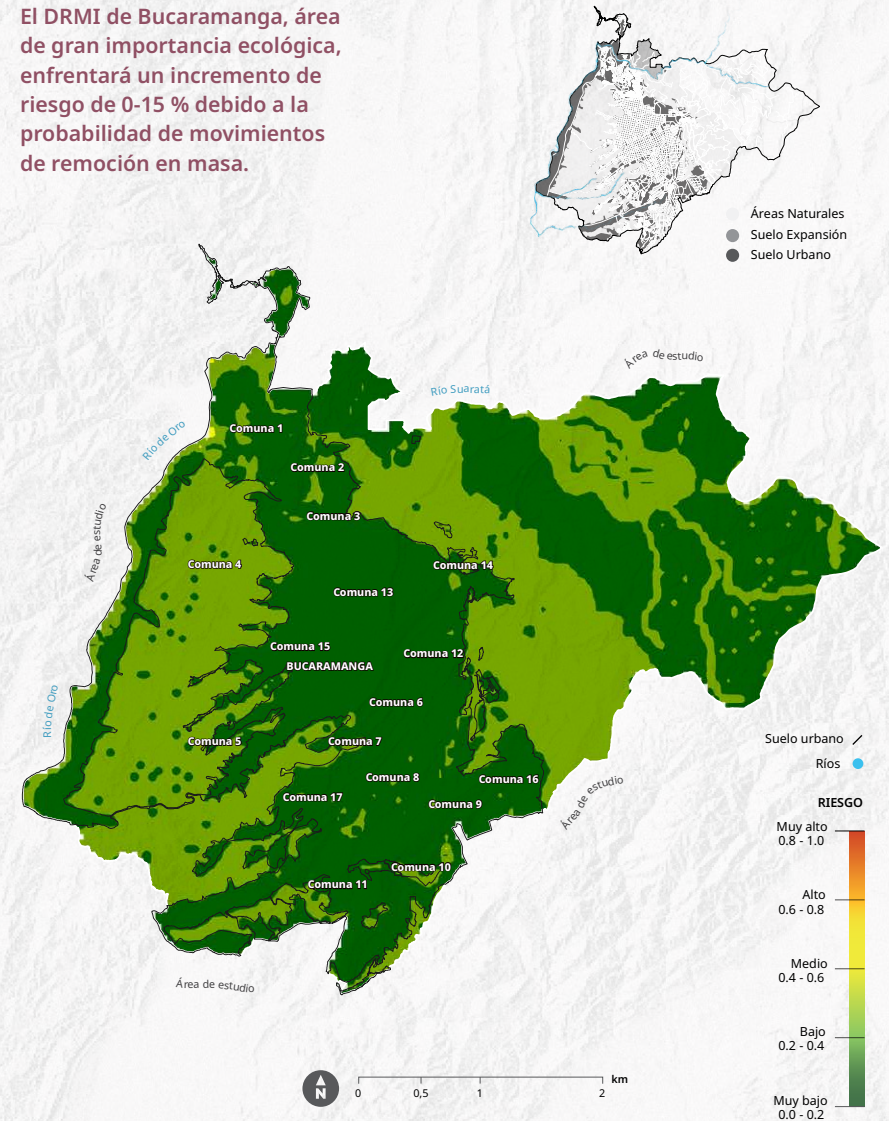 El DRMI de Bucaramanga, área
de gran importancia ecológica,
enfrentará un incremento de
riesgo de 0-15 % debido a la
probabilidad de movimientos
de remoción en masa.
Áreas Naturales
Suelo Expansión
Suelo Urbano
Área de estudio
Río Suaratá
Río de Oro
Comuna 1
Comuna 2
Comuna 3
Área de estudio
Comuna 4
Comuna 14
Comuna 13
Comuna 15
Comuna 12
BUCARAMANGA
Río de Oro
Comuna 6
Comuna 5
Comuna 7
Comuna 8
Comuna 16
Comuna 17
Comuna 9
Área de estudio
Comuna 10
Comuna 11
Área de estudio
Suelo urbano
Ríos
RIESGO
Muy alto
0.8 - 1.0
Alto
0.6 - 0.8
Medio
0.4 - 0.6
Bajo
0.2 - 0.4
Muy bajo
0.0 - 0.2
N
km
0 0,5 1 2